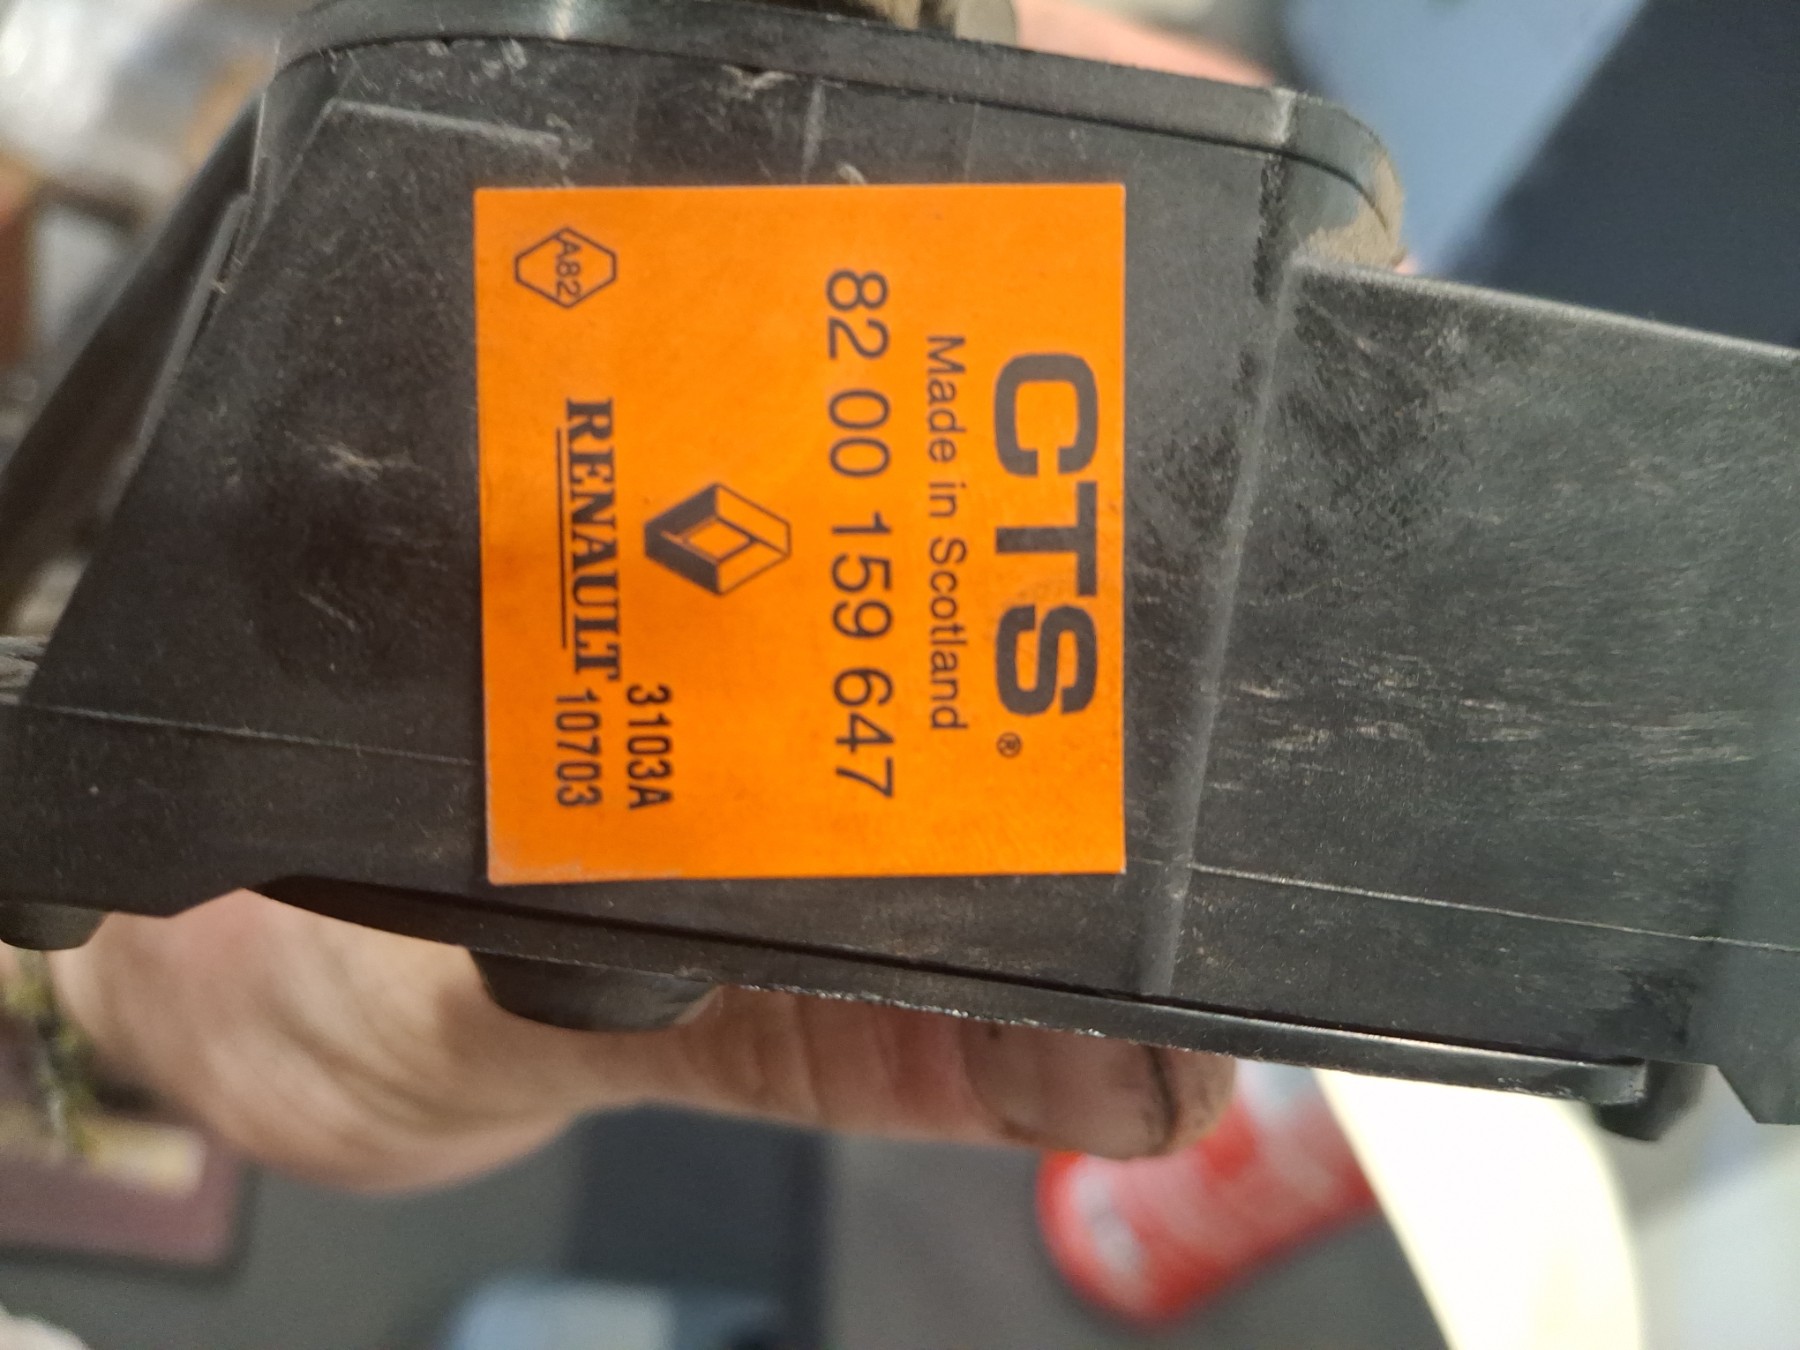 CTS®
Made in Scotland
82 00 159 647
3103A
RENAULT 10703
A82